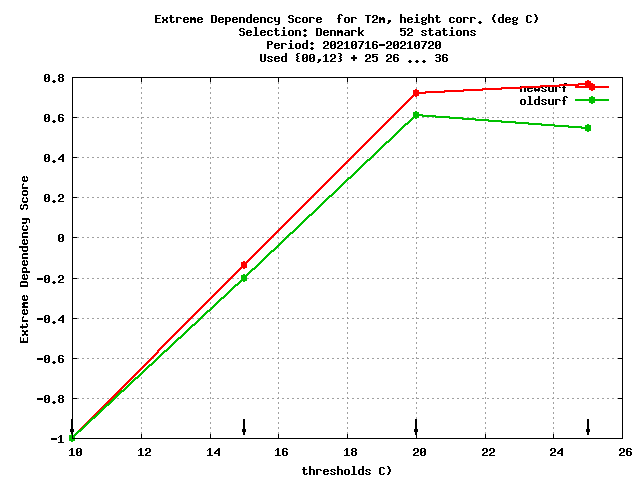 Extreme Dependency Score  for T2m, height corr. (deg C)
Selection: Denmark     52 stations
Period: 20210716-20210720
Used {00,12} + 25 26 ... 36
0.8
0.6
0.4
0.2
0
-0.2
-0.4
-0.6
-0.8
-1
Extreme Dependency Score
newsurf
oldsurf
10 12 14 16 18 20 22 24 26
thresholds C)